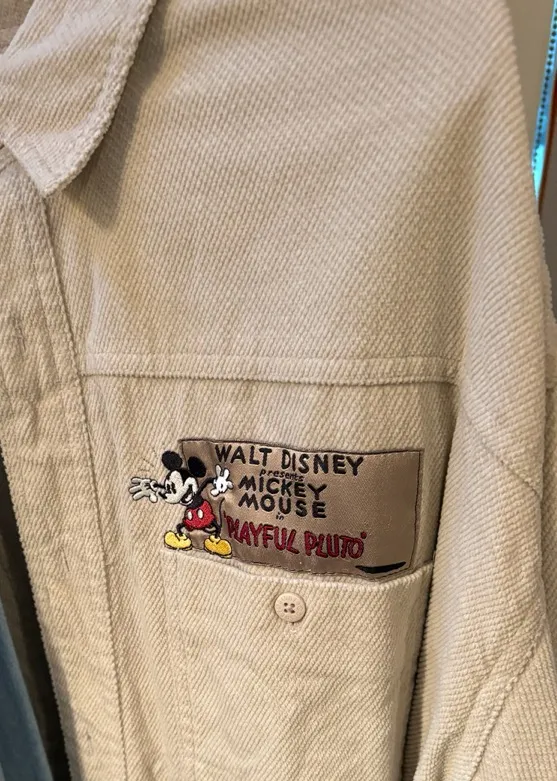 WALT DISNEY
presents
MICKEY
MOUSE
in
"PLAYFUL PLUTO"